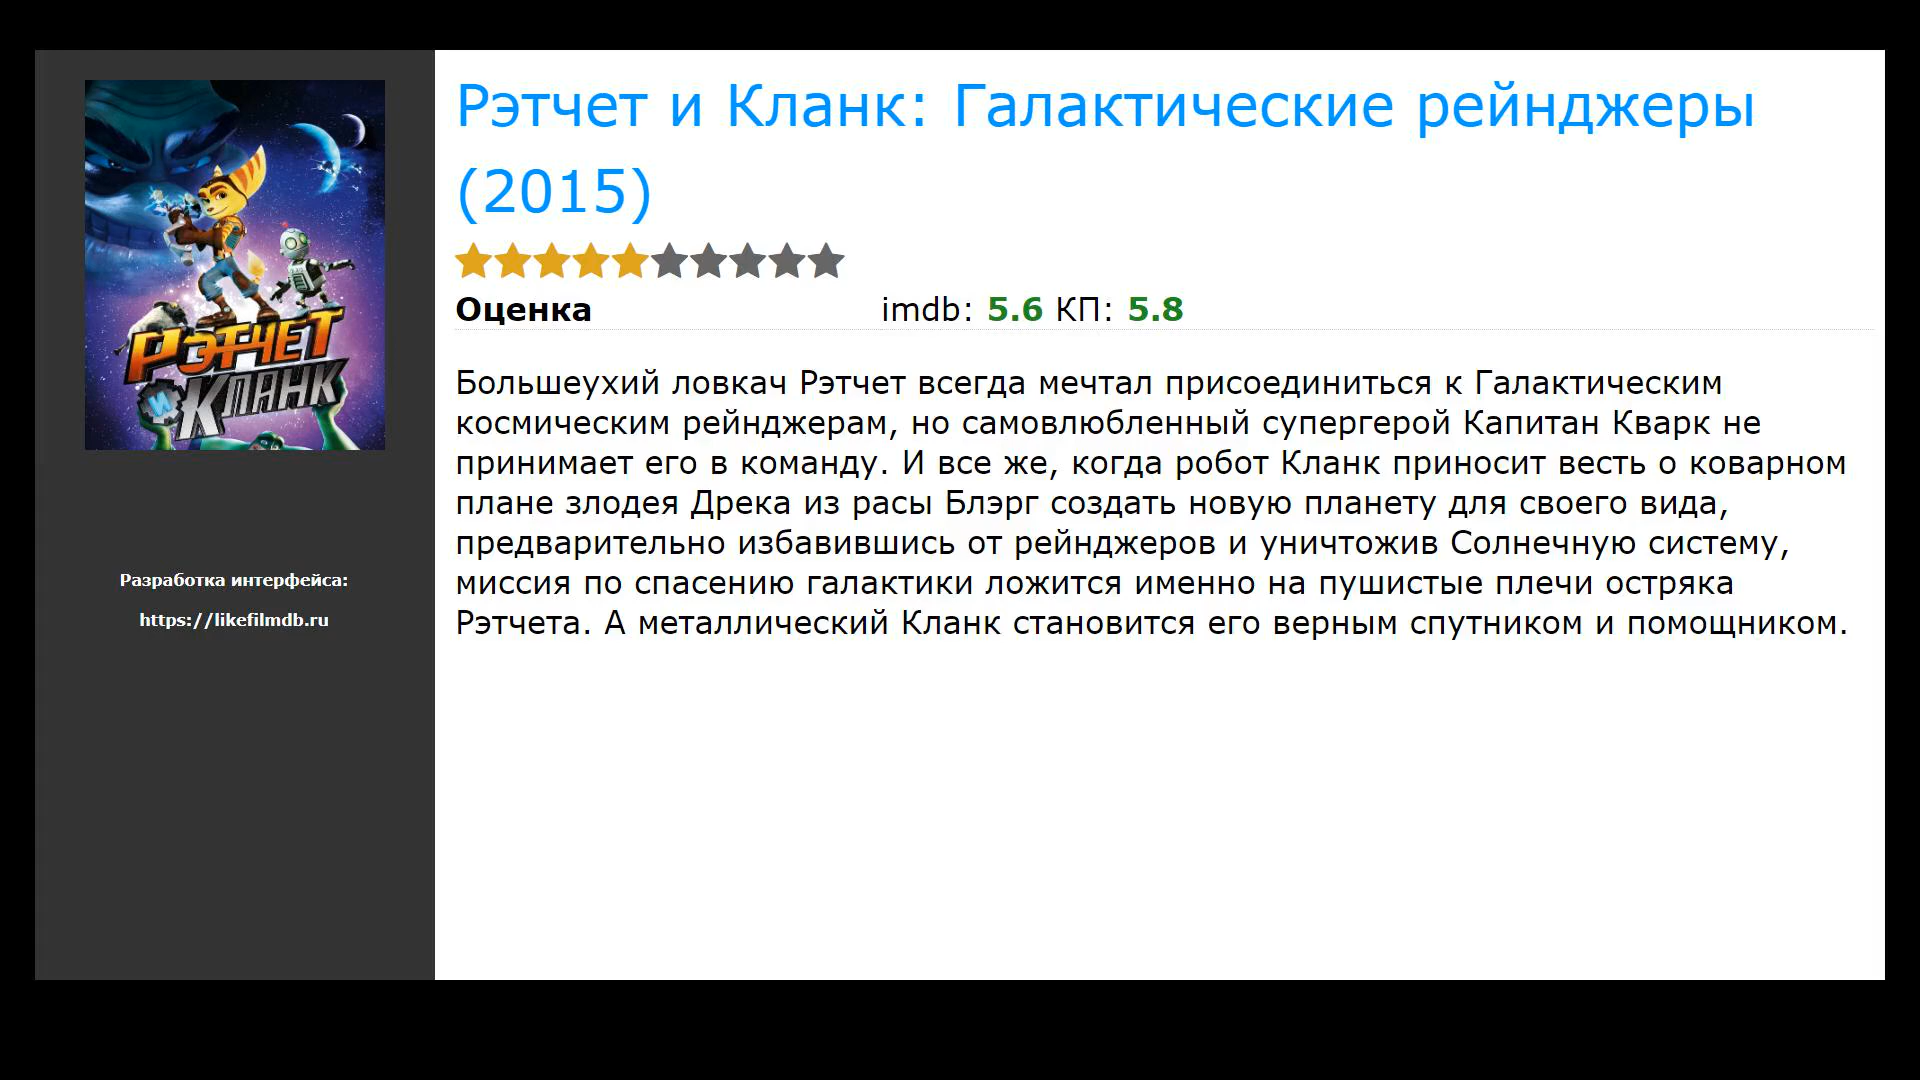 РЭТЧЕТ
И КЛАНК
Разработка интерфейса:
https://likefilmdb.ru
Рэтчет и Кланк: Галактические рейнджеры
(2015)
Оценка imdb: 5.6 КП: 5.8
Большеухий ловкач Рэтчет всегда мечтал присоединиться к Галактическим
космическим рейнджерам, но самовлюбленный супергерой Капитан Кварк не
принимает его в команду. И все же, когда робот Кланк приносит весть о коварном
плане злодея Дрека из расы Блэрг создать новую планету для своего вида,
предварительно избавившись от рейнджеров и уничтожив Солнечную систему,
миссия по спасению галактики ложится именно на пушистые плечи остряка
Рэтчета. А металлический Кланк становится его верным спутником и помощником.